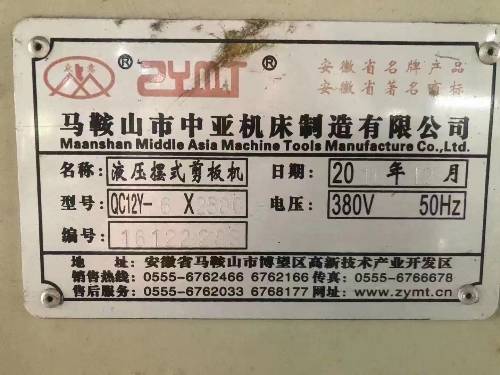 众志 ® ZYMT ® 安徽省名牌产品
安徽省著名商标
马鞍山市中亚机床制造有限公司
Maanshan Middle Asia Machine Tools Manufacture Co.,Ltd.
名称: 液压摆式剪板机 日期: 20 年 月
型号: QC12Y-6 X 2500 电压: 380V 50Hz
编号:
地 址: 安徽省马鞍山市博望区高新技术产业开发区
销售热线: 0555-6762466 6762166 传真: 0555-6766678
售后服务: 0555-6762033 6768177 网址: www.zymt.cn